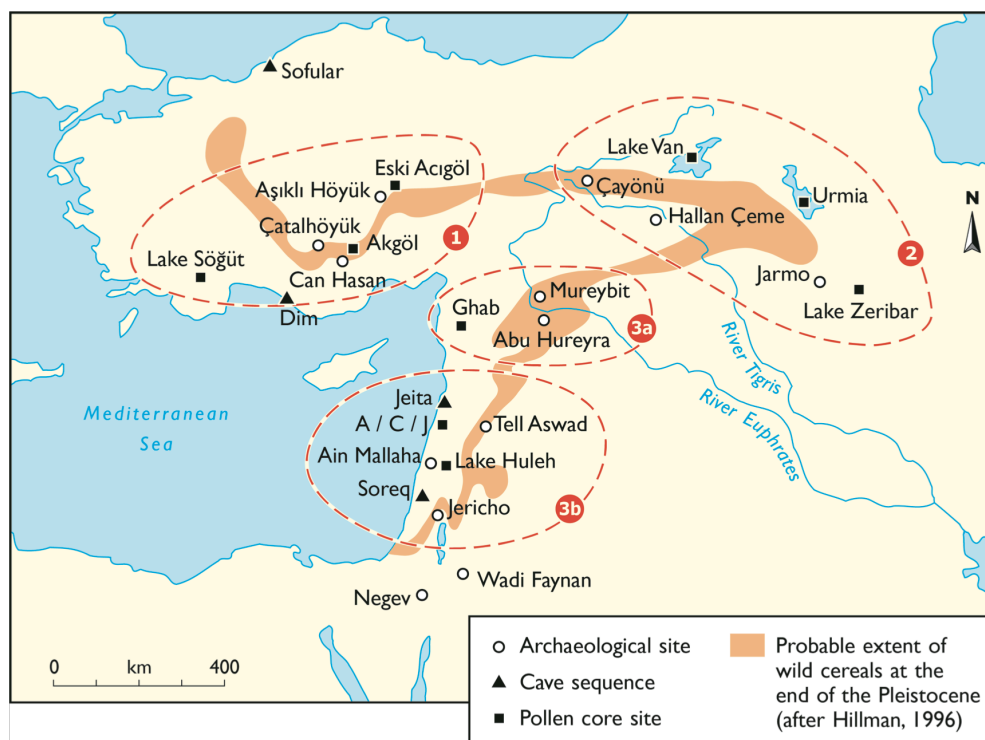 Sofular
Lake Van
Eski Acıgöl
Çayönü
Urmia
Aşıklı Höyük
Hallan Çeme
N
Çatalhöyük
1
Akgöl
2
Lake Söğüt
Can Hasan
Jarmo
Dim
Mureybit
Lake Zeribar
Ghab
3a
Abu Hureyra
River Tigris
River Euphrates
Mediterranean
Sea
Jeita
A / C / J
Tell Aswad
Ain Mallaha
Lake Huleh
Soreq
Jericho
3b
Wadi Faynan
Negev
0 km 400
Archaeological site
Cave sequence
Pollen core site
Probable extent of
wild cereals at the
end of the Pleistocene
(after Hillman, 1996)